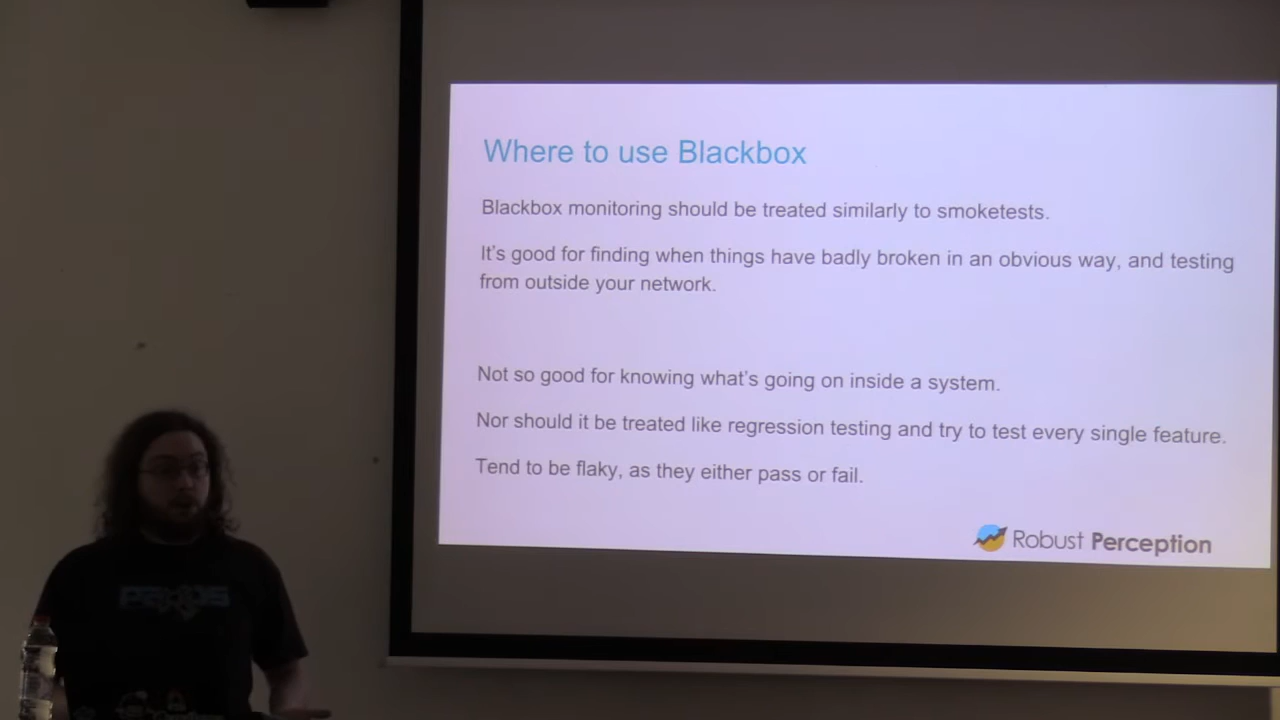 Where to use Blackbox
Blackbox monitoring should be treated similarly to smoketests.
It's good for finding when things have badly broken in an obvious way, and testing
from outside your network.
Not so good for knowing what's going on inside a system.
Nor should it be treated like regression testing and try to test every single feature.
Tend to be flaky, as they either pass or fail.
Robust Perception